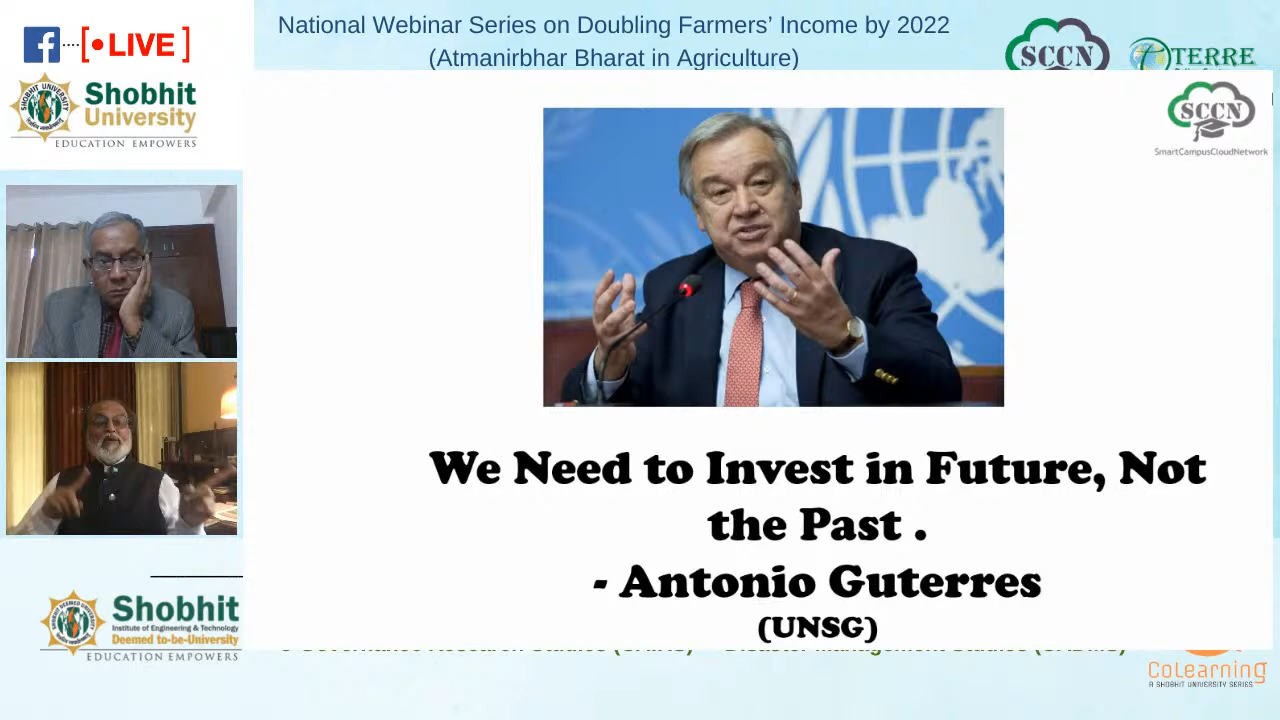 National Webinar Series on Doubling Farmers' Income by 2022
(Atmanirbhar Bharat in Agriculture)
LIVE
Shobhit
University
EDUCATION EMPOWERS
SCCN
TERRE
SCCN
SmartCampusCloudNetwork
We Need to Invest in Future, Not
the Past .
- Antonio Guterres
(UNSG)
Shobhit
Institute of Engineering & Technology
Deemed to-be-University
EDUCATION EMPOWERS
CoLearning
A SHOBHIT UNIVERSITY SERIES